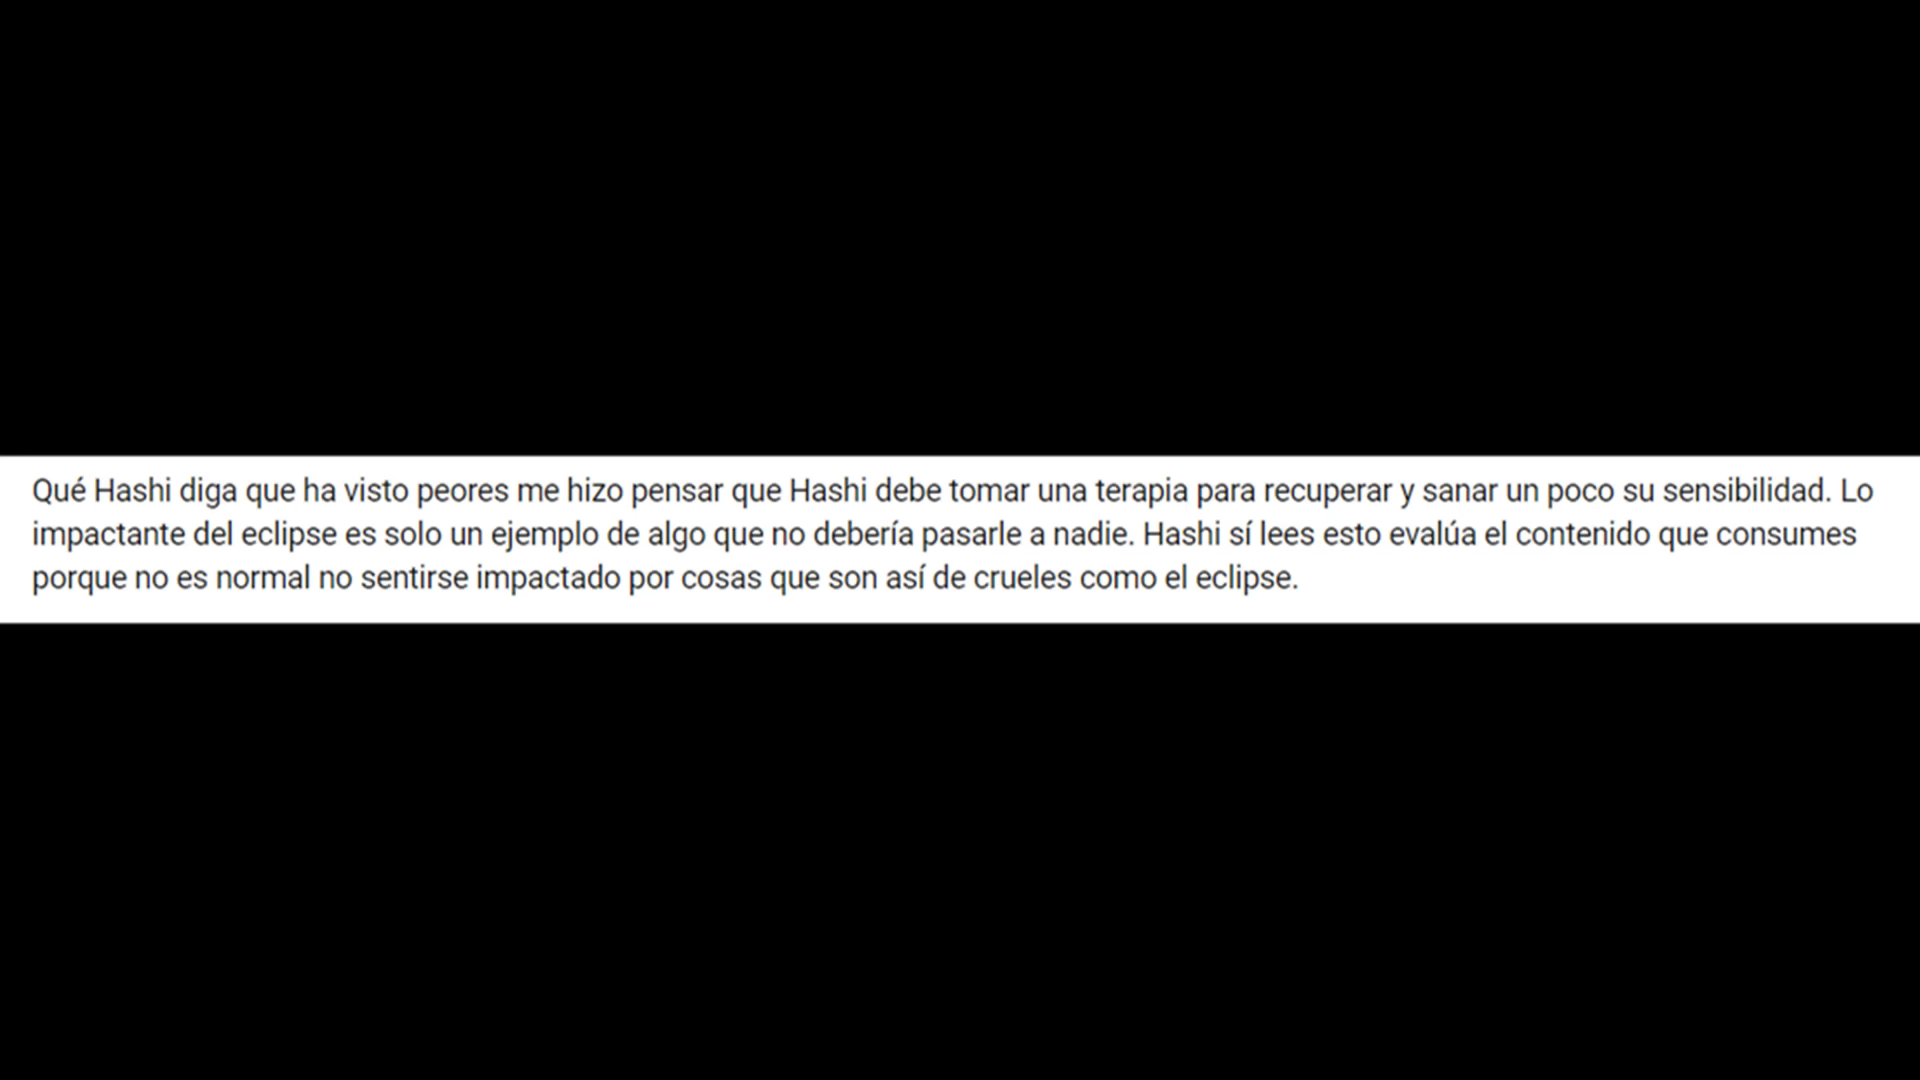 Qué Hashi diga que ha visto peores me hizo pensar que Hashi debe tomar una terapia para recuperar y sanar un poco su sensibilidad. Lo
impactante del eclipse es solo un ejemplo de algo que no debería pasarle a nadie. Hashi sí lees esto evalúa el contenido que consumes
porque no es normal no sentirse impactado por cosas que son así de crueles como el eclipse.